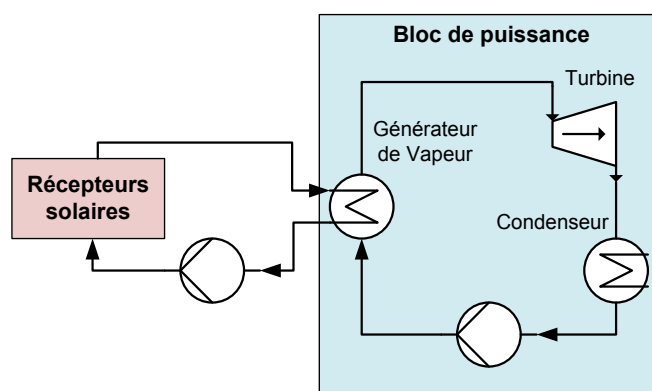 Bloc de puissance
Turbine
Générateur
de Vapeur
Récepteurs
solaires
Condenseur